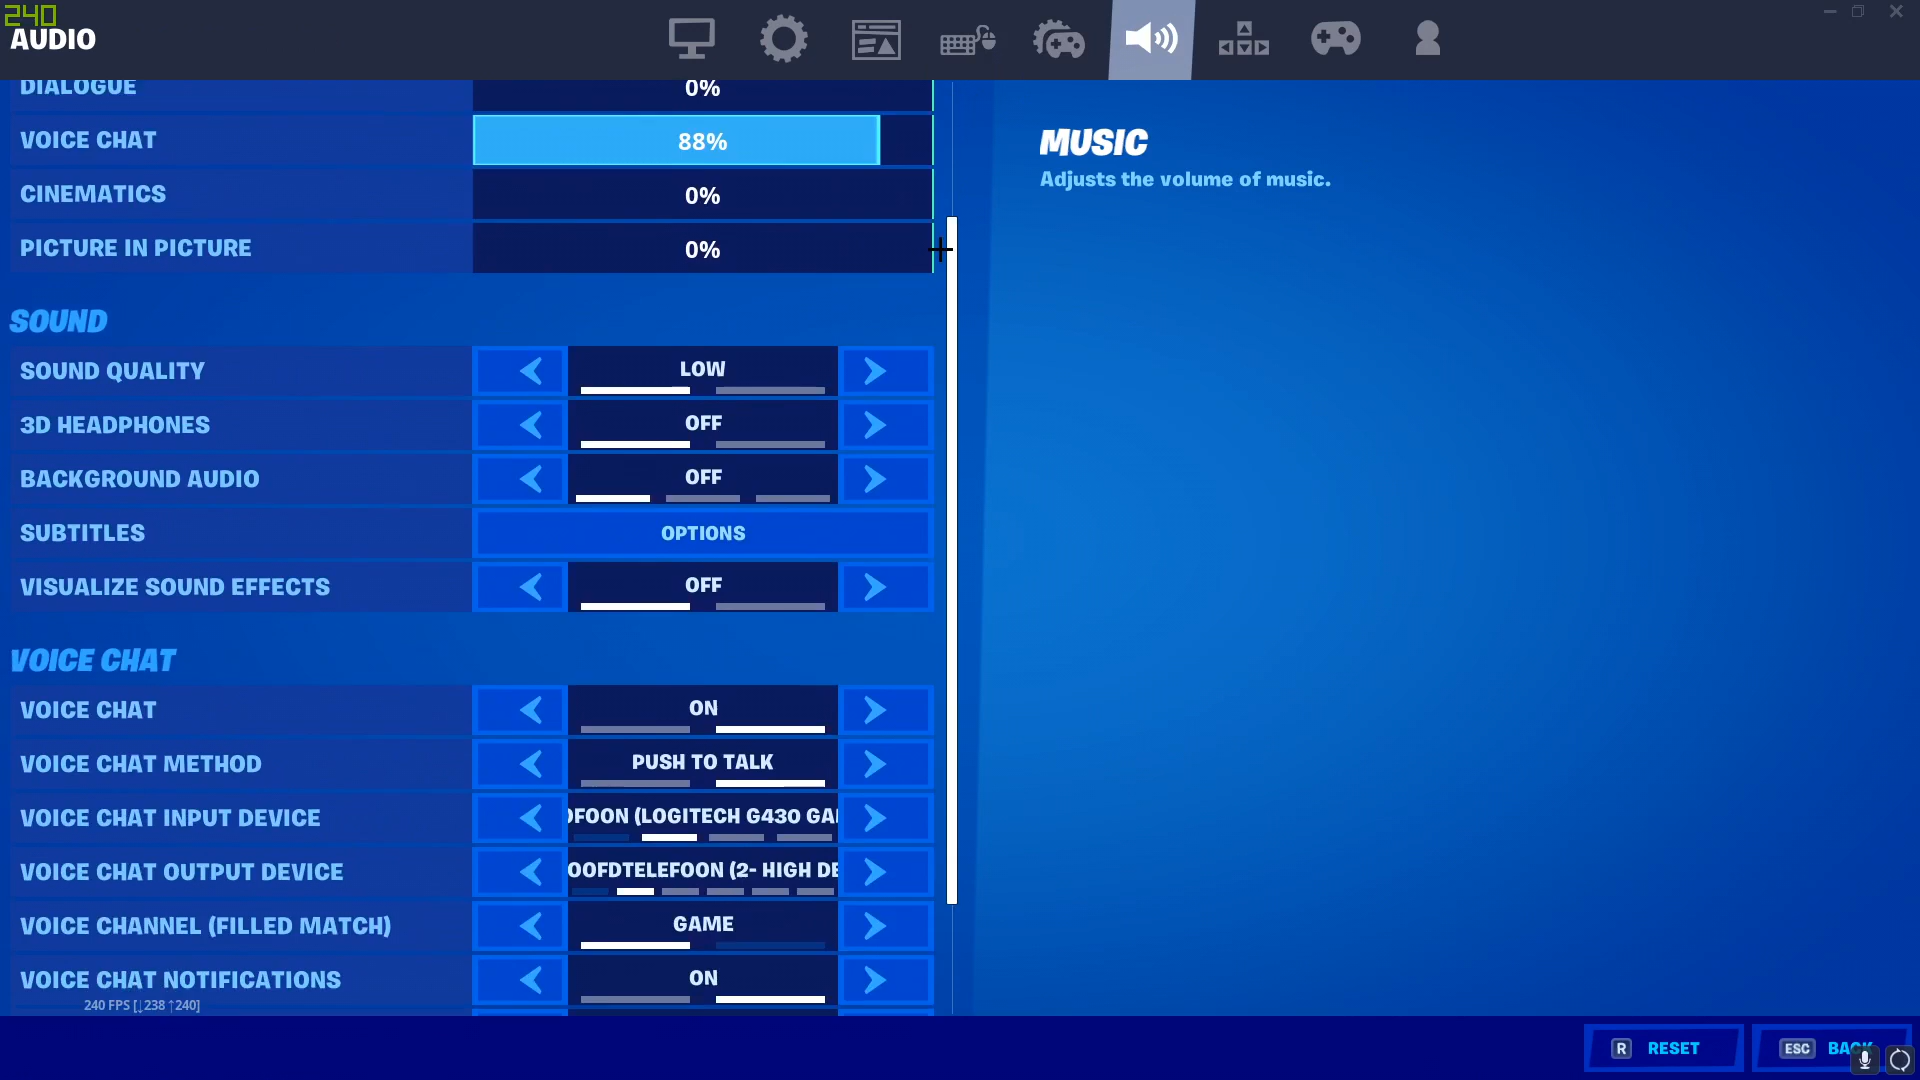 240
AUDIO
DIALOGUE 0%
VOICE CHAT 88%
CINEMATICS 0%
PICTURE IN PICTURE 0%
SOUND
SOUND QUALITY LOW
3D HEADPHONES OFF
BACKGROUND AUDIO OFF
SUBTITLES OPTIONS
VISUALIZE SOUND EFFECTS OFF
VOICE CHAT
VOICE CHAT ON
VOICE CHAT METHOD PUSH TO TALK
VOICE CHAT INPUT DEVICE OFOON (LOGITECH G430 GA
VOICE CHAT OUTPUT DEVICE OOFDTELEFOON (2- HIGH DE
VOICE CHANNEL (FILLED MATCH) GAME
VOICE CHAT NOTIFICATIONS ON
240 FPS [↓238 ↑240]
MUSIC
Adjusts the volume of music.
R RESET
ESC BACK